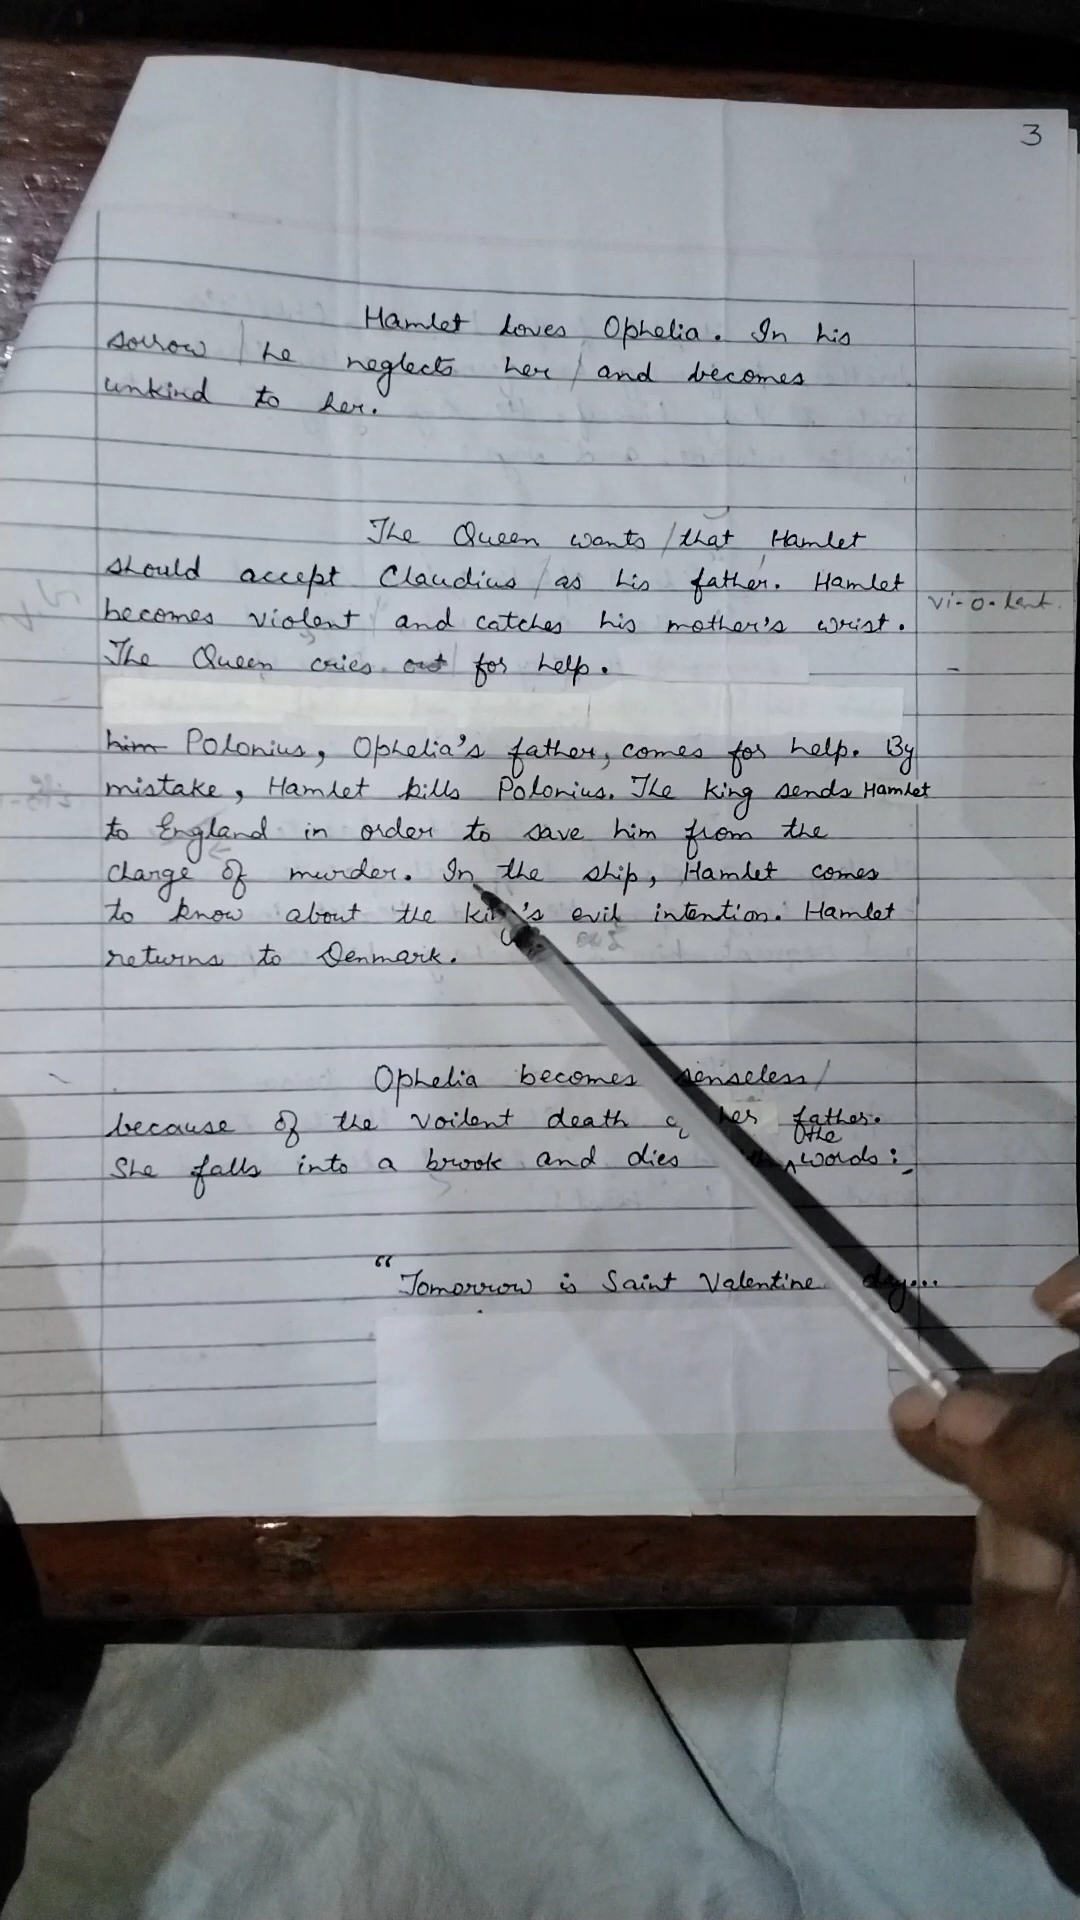 3
Hamlet loves Ophelia. In his
sorrow / he neglects her / and becomes
unkind to her.
The Queen wants / that Hamlet
should accept Claudius / as his father. Hamlet
becomes violent and catches his mother's wrist.
vi-o-lent.
The Queen cries out for help.
him Polonius, Ophelia's father, comes for help. By
mistake, Hamlet kills Polonius. The king sends Hamlet
to England in order to save him from the
charge of murder. In the ship, Hamlet comes
to know about the evil intention. Hamlet
returns to Denmark.
Ophelia becomes senseless /
because of the voilent death her father.
She falls into a brook and dies the words :
"Tomorrow is Saint Valentine day...